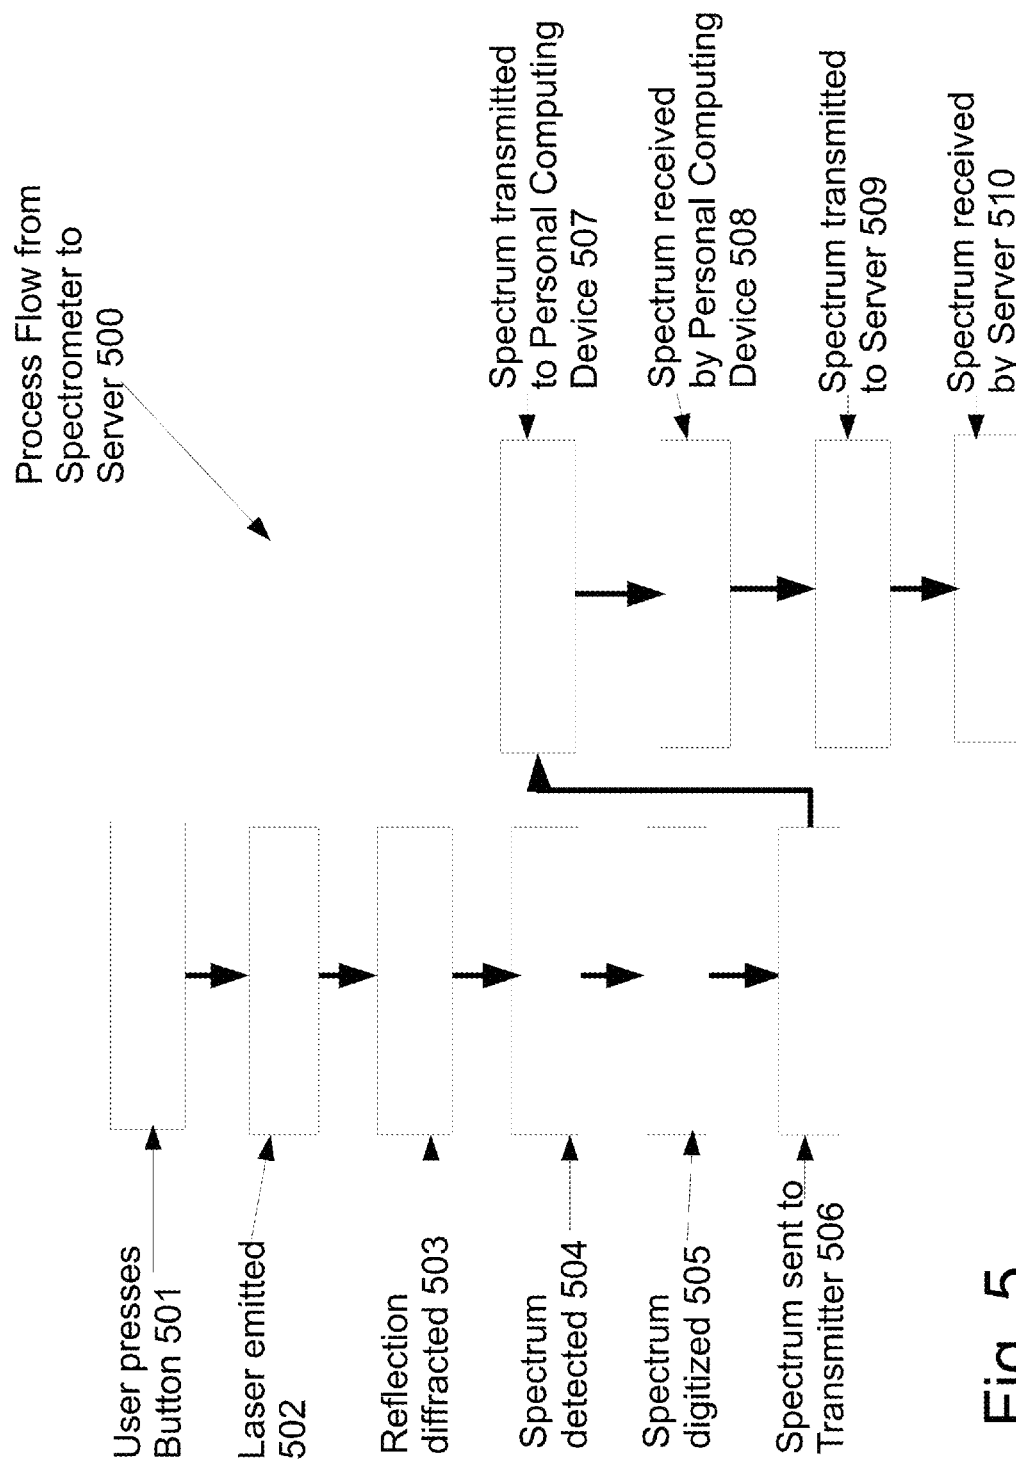 Process Flow from
Spectrometer to
Server 500
User presses
Button 501
Laser emitted
502
Reflection
diffracted 503
Spectrum
detected 504
Spectrum
digitized 505
Spectrum sent to
Transmitter 506
Spectrum transmitted
to Personal Computing
Device 507
Spectrum received
by Personal Computing
Device 508
Spectrum transmitted
to Server 509
Spectrum received
by Server 510
Fig. 5